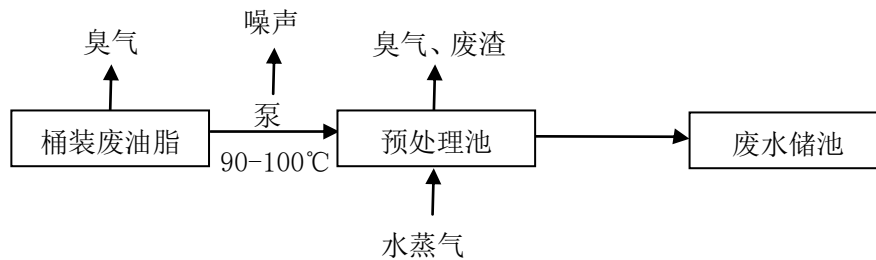 噪声
臭气
臭气、废渣
桶装废油脂
泵
90-100℃
预处理池
废水储池
水蒸气